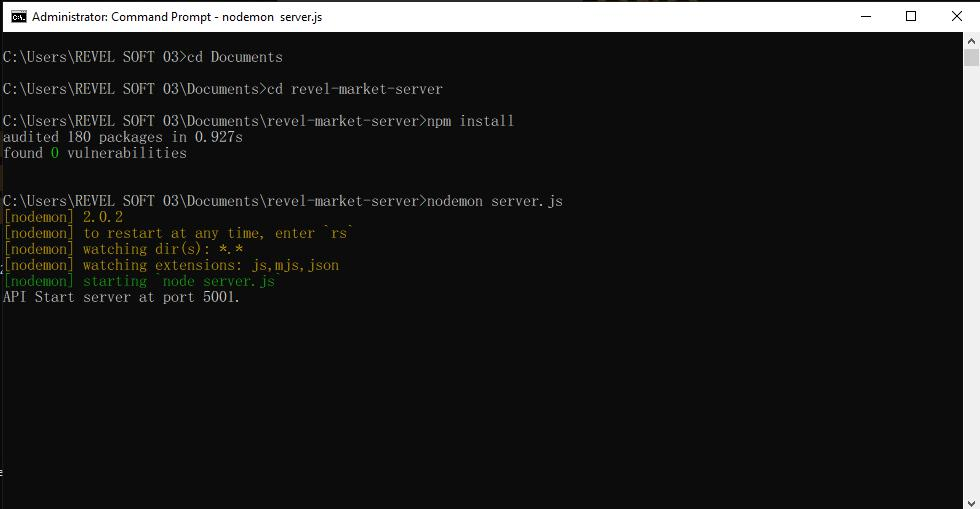 Administrator: Command Prompt - nodemon  server.js
C:\Users\REVEL SOFT 03>cd Documents
C:\Users\REVEL SOFT 03\Documents>cd revel-market-server
C:\Users\REVEL SOFT 03\Documents\revel-market-server>npm install
audited 180 packages in 0.927s
found 0 vulnerabilities
C:\Users\REVEL SOFT 03\Documents\revel-market-server>nodemon server.js
[nodemon] 2.0.2
[nodemon] to restart at any time, enter `rs`
[nodemon] watching dir(s): *.*
[nodemon] watching extensions: js,mjs,json
[nodemon] starting `node server.js`
API Start server at port 5001.